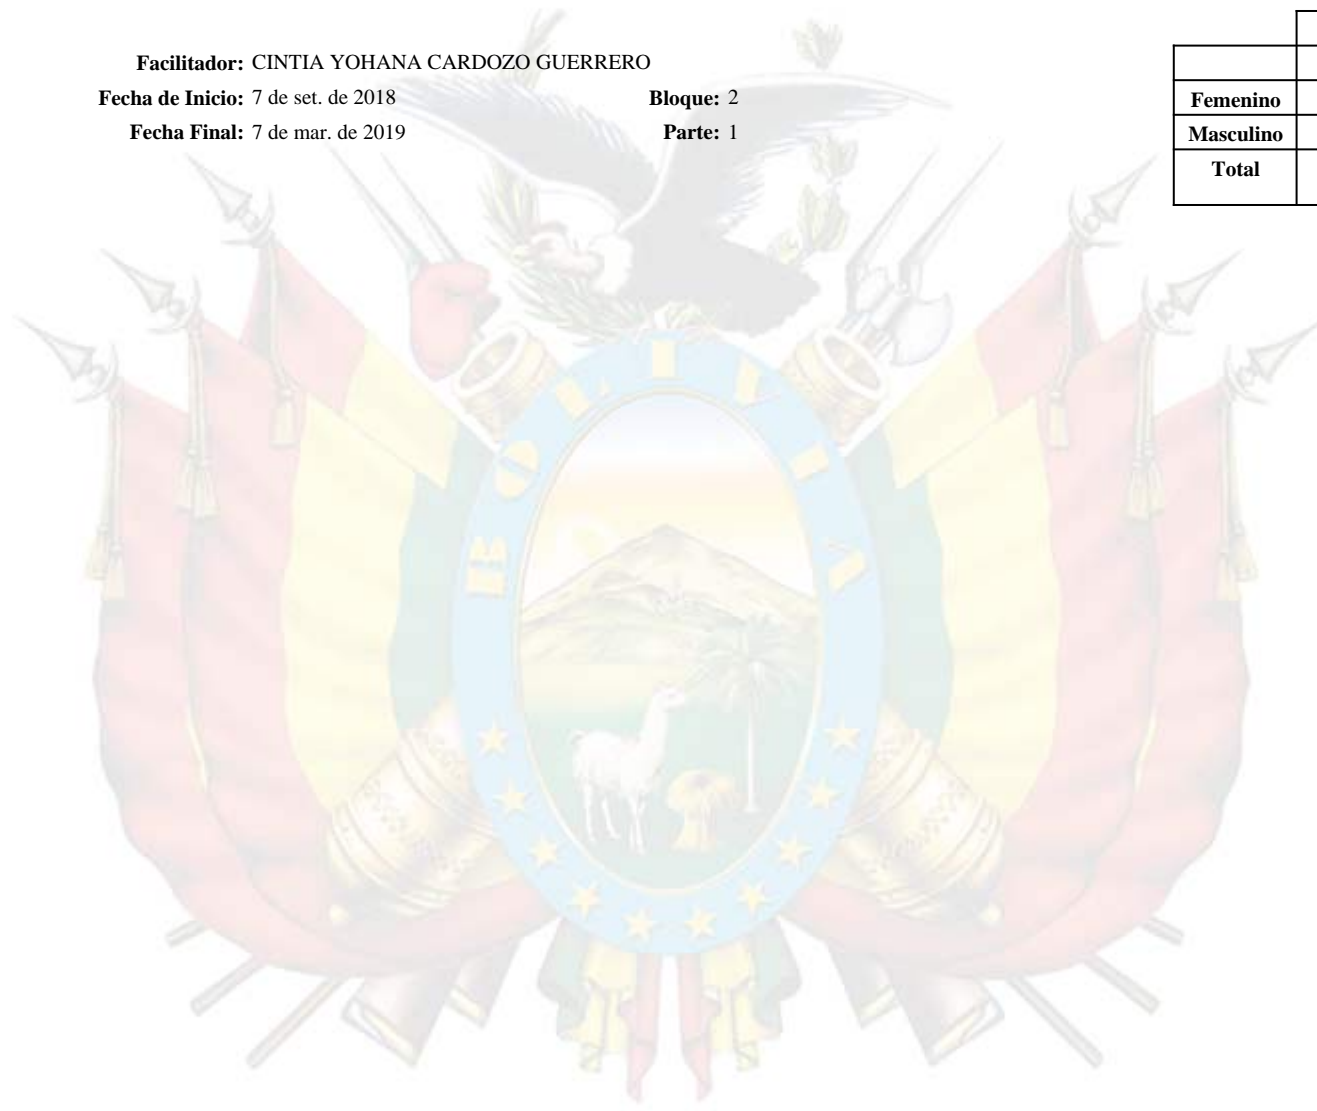 Facilitador: CINTIA YOHANA CARDOZO GUERRERO
Fecha de Inicio: 7 de set. de 2018 Bloque: 2
Femenino
Fecha Final: 7 de mar. de 2019 Parte: 1
Masculino
Total
BOLIVIA